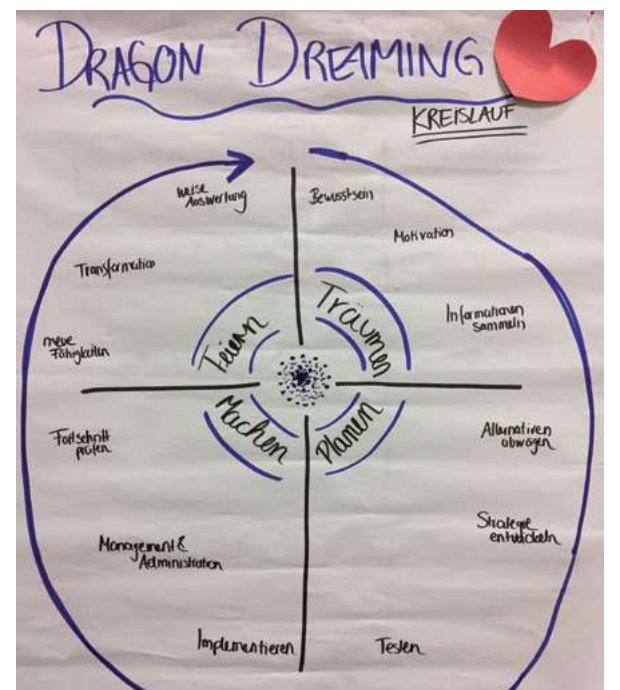 DRAGON DREAMING
KREISLAUF
Bewusstsein
Motivation
Informationen
sammeln
Träumen
Alternativen
abwägen
Strategie
entwickeln
Testen
Planen
Implementieren
Management &
Administration
Fortschritt
prüfen
Machen
neue
Fähigkeiten
Transformation
weise
Auswertung
Feiern